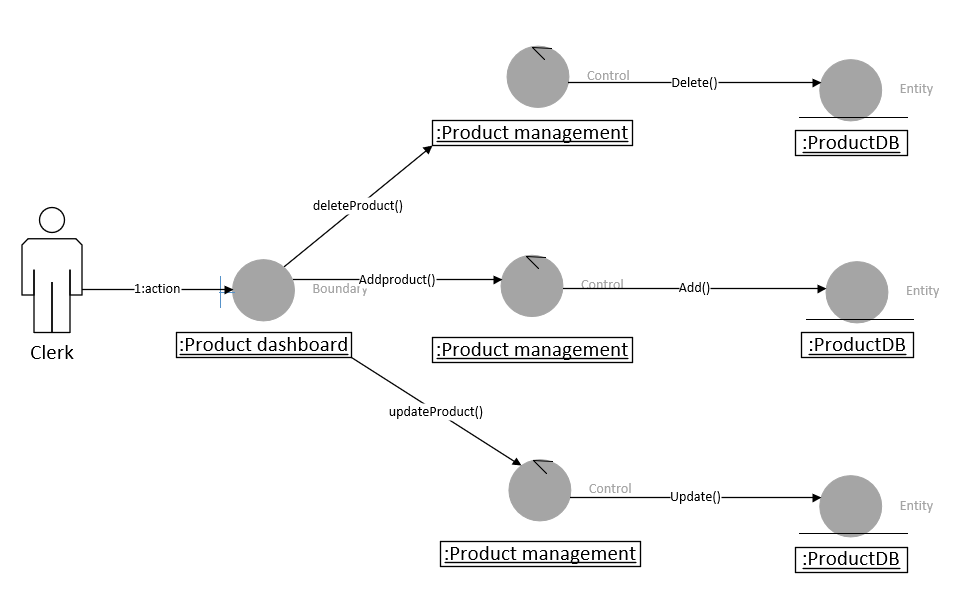 Control
Delete()
Entity
:Product management
:ProductDB
deleteProduct()
1:action
Boundary
Addproduct()
Control
Add()
Entity
Clerk
:Product dashboard
:Product management
:ProductDB
updateProduct()
Control
Update()
Entity
:Product management
:ProductDB